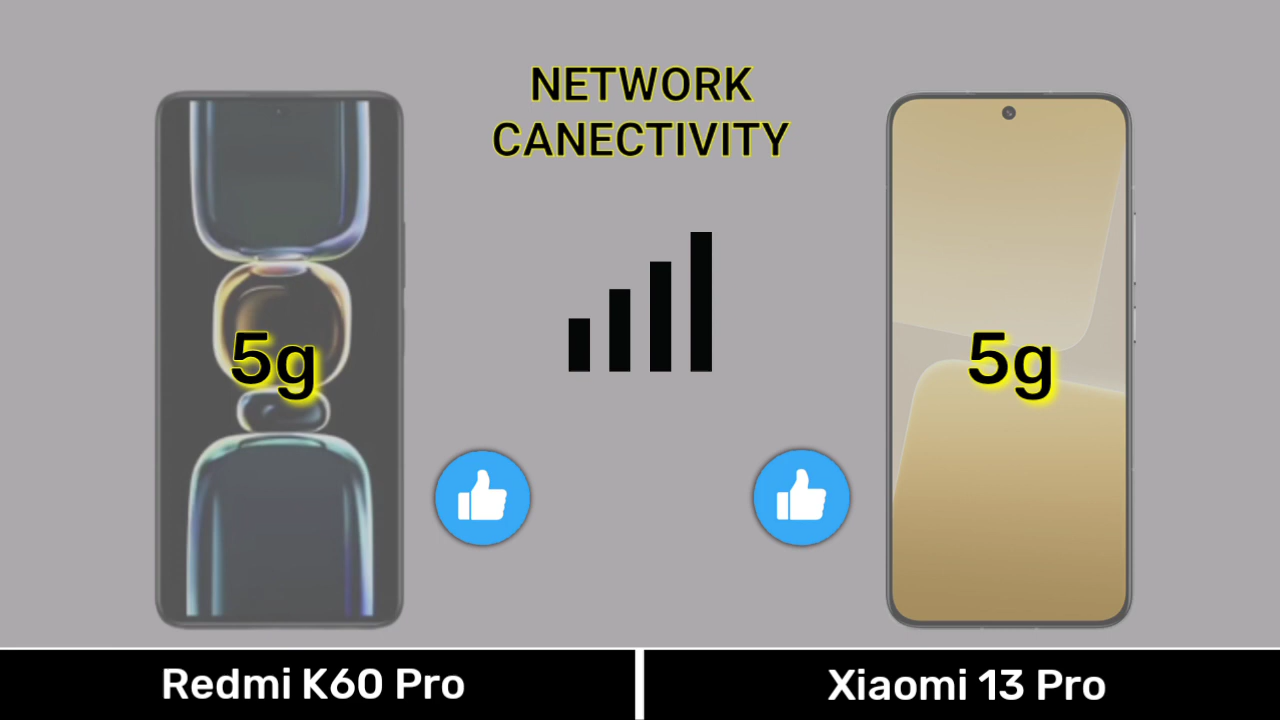 NETWORK
CANECTIVITY
5g
5g
Redmi K60 Pro
Xiaomi 13 Pro